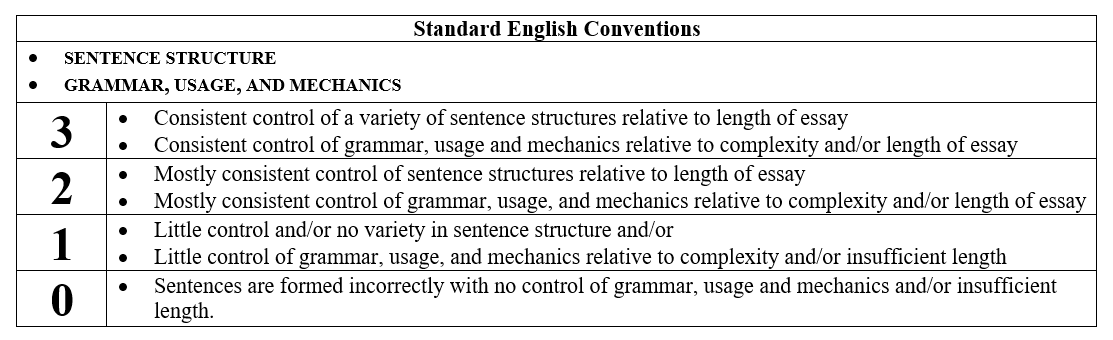 Standard English Conventions
• SENTENCE STRUCTURE
• GRAMMAR, USAGE, AND MECHANICS
3
• Consistent control of a variety of sentence structures relative to length of essay
• Consistent control of grammar, usage and mechanics relative to complexity and/or length of essay
2
• Mostly consistent control of sentence structures relative to length of essay
• Mostly consistent control of grammar, usage, and mechanics relative to complexity and/or length of essay
1
• Little control and/or no variety in sentence structure and/or
• Little control of grammar, usage, and mechanics relative to complexity and/or insufficient length
0
• Sentences are formed incorrectly with no control of grammar, usage and mechanics and/or insufficient
length.